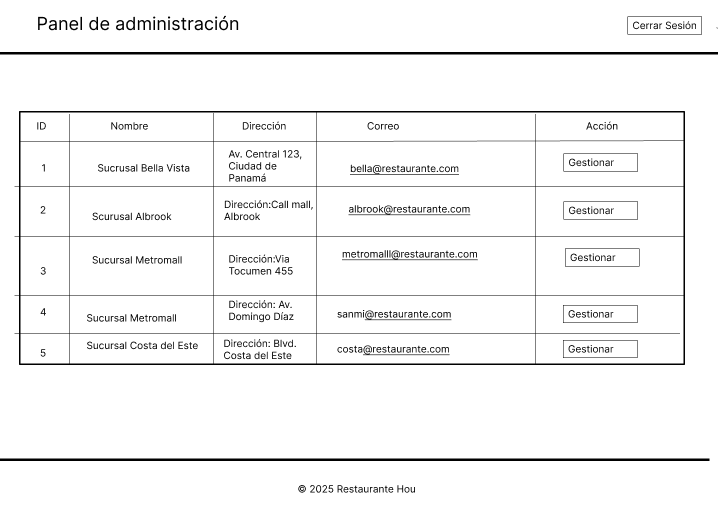 Panel de administración
Cerrar Sesión
ID Nombre Dirección Correo Acción
1 Sucrusal Bella Vista Av. Central 123, Ciudad de Panamá bella@restaurante.com Gestionar
2 Scurusal Albrook Dirección:Call mall, Albrook albrook@restaurante.com Gestionar
3 Sucursal Metromall Dirección:Via Tocumen 455 metromalll@restaurante.com Gestionar
4 Sucursal Metromall Dirección: Av. Domingo Díaz sanmi@restaurante.com Gestionar
5 Sucursal Costa del Este Dirección: Blvd. Costa del Este costa@restaurante.com Gestionar
© 2025 Restaurante Hou